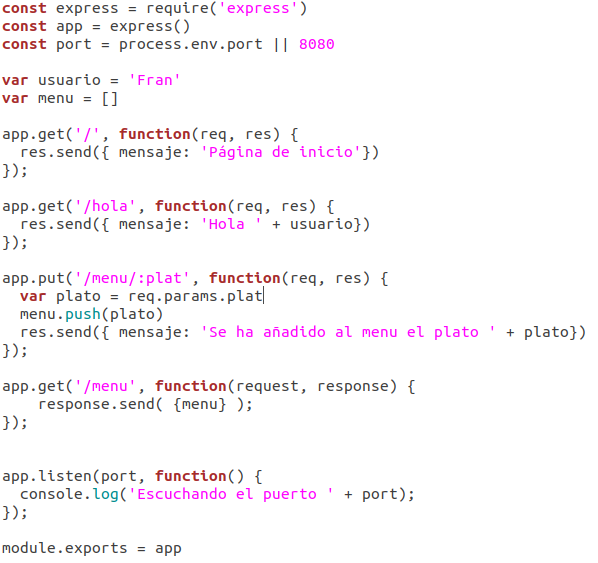 const express = require('express')
const app = express()
const port = process.env.port || 8080

var usuario = 'Fran'
var menu = []

app.get('/', function(req, res) {
  res.send({ mensaje: 'Página de inicio'})
});

app.get('/hola', function(req, res) {
  res.send({ mensaje: 'Hola ' + usuario})
});

app.put('/menu/:plat', function(req, res) {
  var plato = req.params.plat
  menu.push(plato)
  res.send({ mensaje: 'Se ha añadido al menu el plato ' + plato})
});

app.get('/menu', function(request, response) {
    response.send( {menu} );
});


app.listen(port, function() {
  console.log('Escuchando el puerto ' + port);
});

module.exports = app